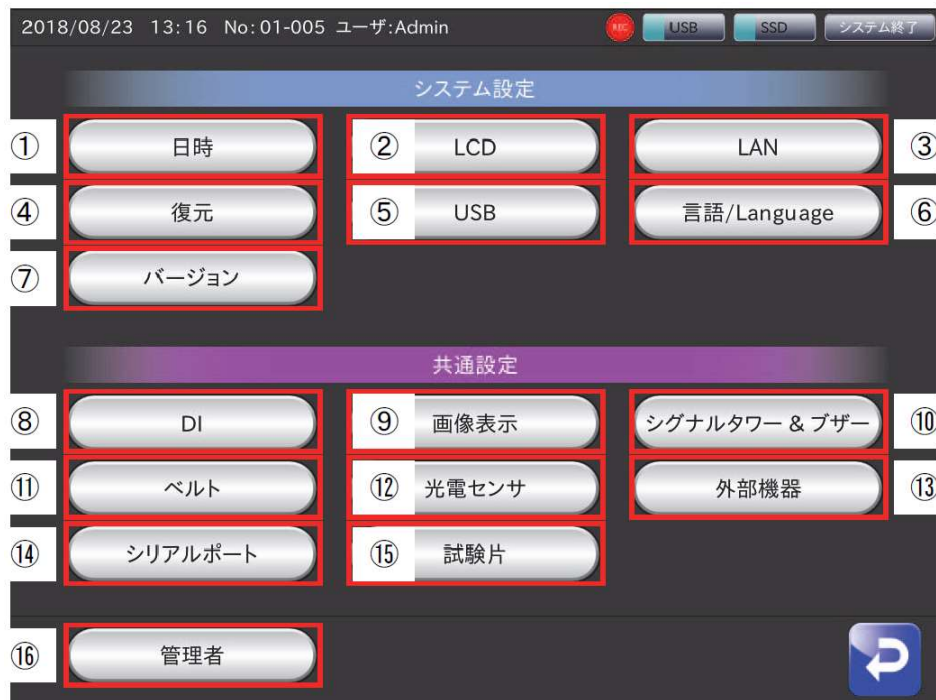 2018/08/23 13:16 No:01-005 ユーザ:Admin REC USB SSD システム終了
システム設定
① 日時 ② LCD LAN ③
④ 復元 ⑤ USB 言語/Language ⑥
⑦ バージョン
共通設定
⑧ DI ⑨ 画像表示 シグナルタワー & ブザー ⑩
⑪ ベルト ⑫ 光電センサ 外部機器 ⑬
⑭ シリアルポート ⑮ 試験片
⑯ 管理者